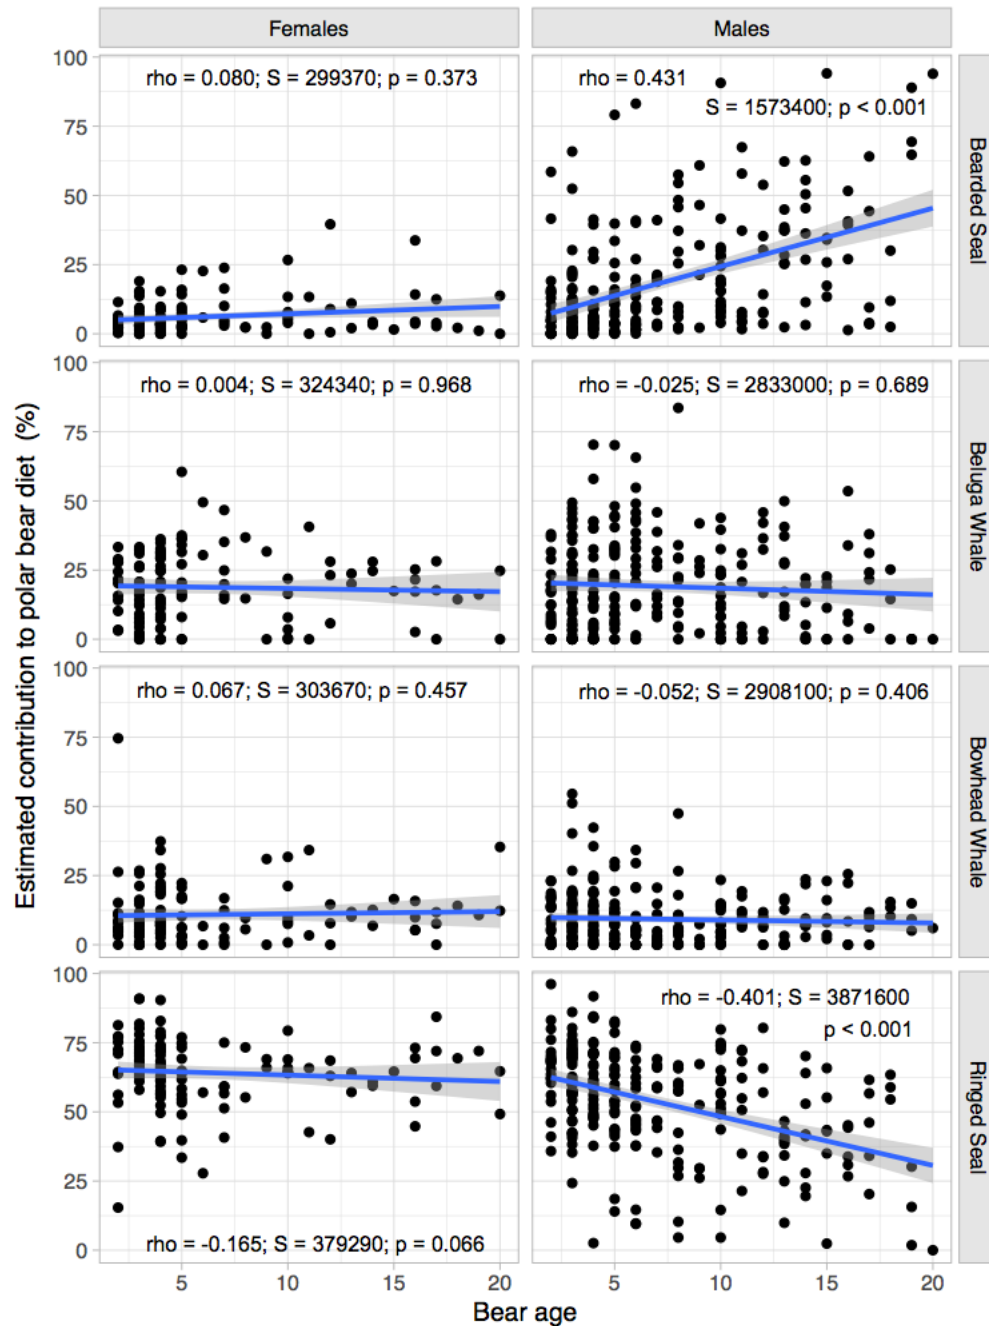 Females
Males
100
75
50
25
0
rho = 0.080; S = 299370; p = 0.373
rho = 0.431
S = 1573400; p < 0.001
Bearded Seal
100
75
50
25
0
rho = 0.004; S = 324340; p = 0.968
rho = -0.025; S = 2833000; p = 0.689
Beluga Whale
100
75
50
25
0
rho = 0.067; S = 303670; p = 0.457
rho = -0.052; S = 2908100; p = 0.406
Bowhead Whale
100
75
50
25
0
rho = -0.165; S = 379290; p = 0.066
rho = -0.401; S = 3871600
p < 0.001
Ringed Seal
5 10 15 20
5 10 15 20
Bear age
Estimated contribution to polar bear diet (%)